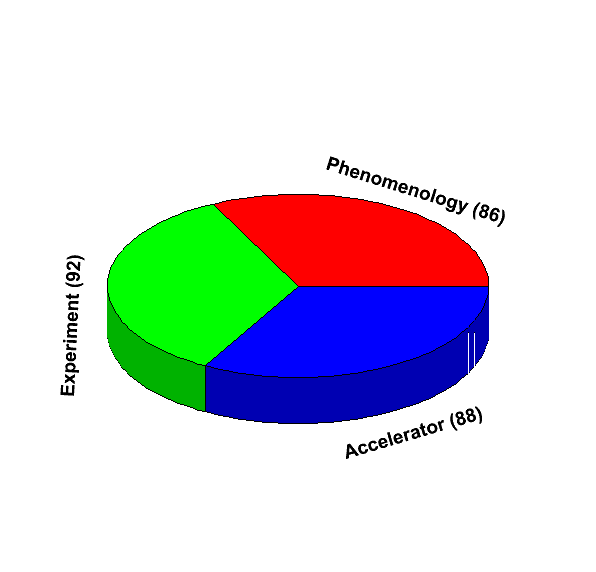 Phenomenology (86)
Experiment (92)
Accelerator (88)